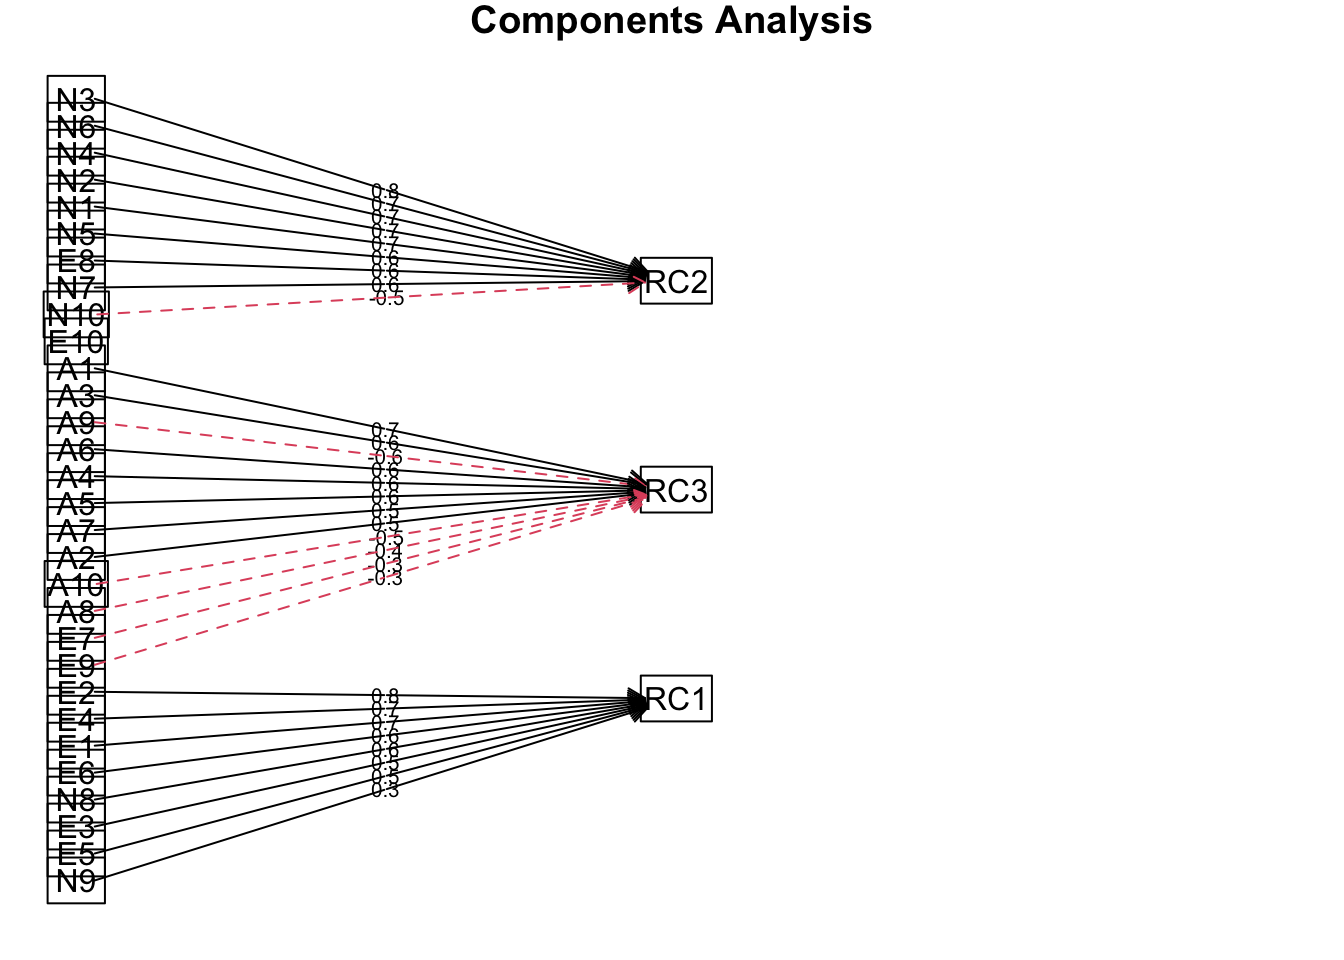 Components Analysis
N3
N6
N4
N2
N1
N5
E8
N7
N10
E10
A1
A3
A9
A6
A4
A5
A7
A2
A10
A8
E7
E9
E2
E4
E1
E6
N8
E3
E5
N9
0.8
0.7
0.7
0.7
0.7
0.6
0.6
0.6
-0.5
0.7
0.6
-0.6
0.6
0.6
0.6
0.5
0.5
-0.5
-0.4
-0.3
-0.3
0.8
0.7
0.7
0.6
0.6
0.5
0.5
0.3
RC2
RC3
RC1